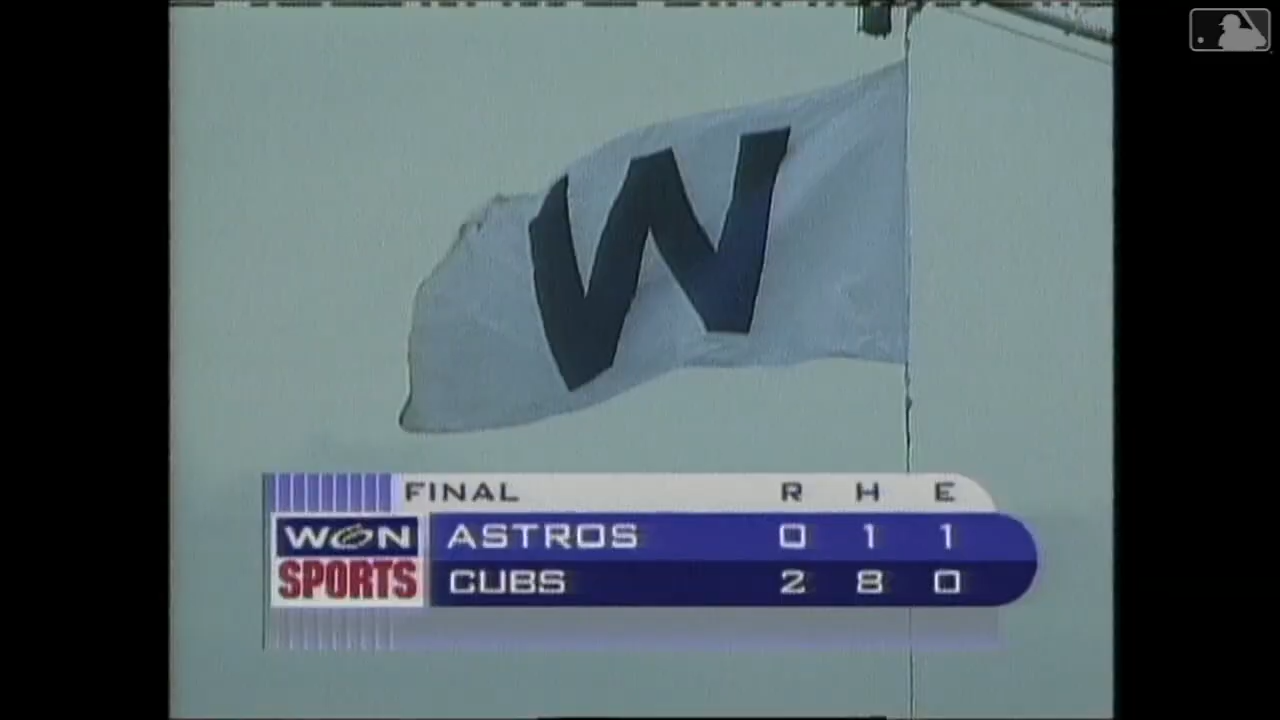 W
FINAL R H E
WGN SPORTS
ASTROS 0 1 1
CUBS 2 8 0